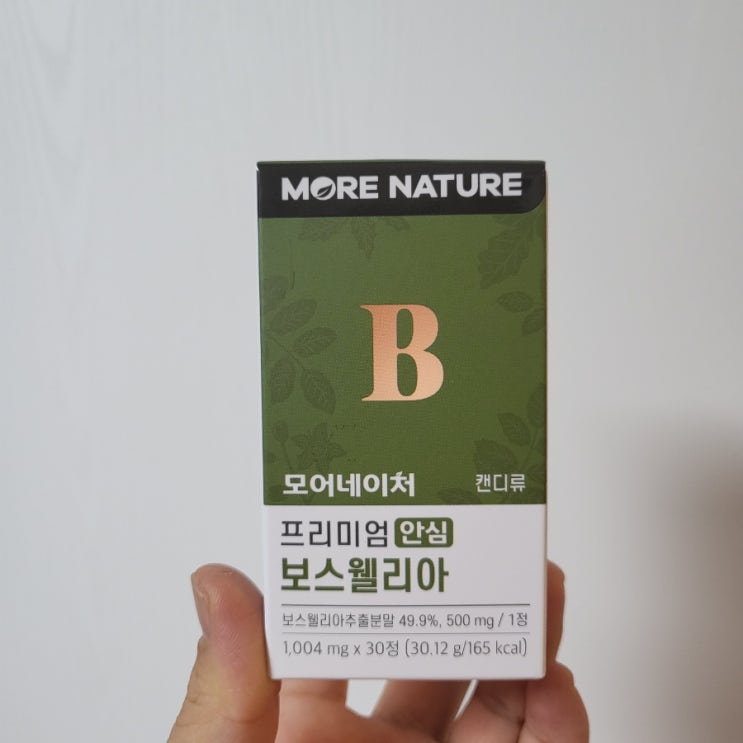 MORE NATURE
B
모어네이처 캔디류
프리미엄 안심
보스웰리아
보스웰리아추출분말 49.9%, 500 mg / 1정
1,004 mg x 30정 (30.12 g/165 kcal)